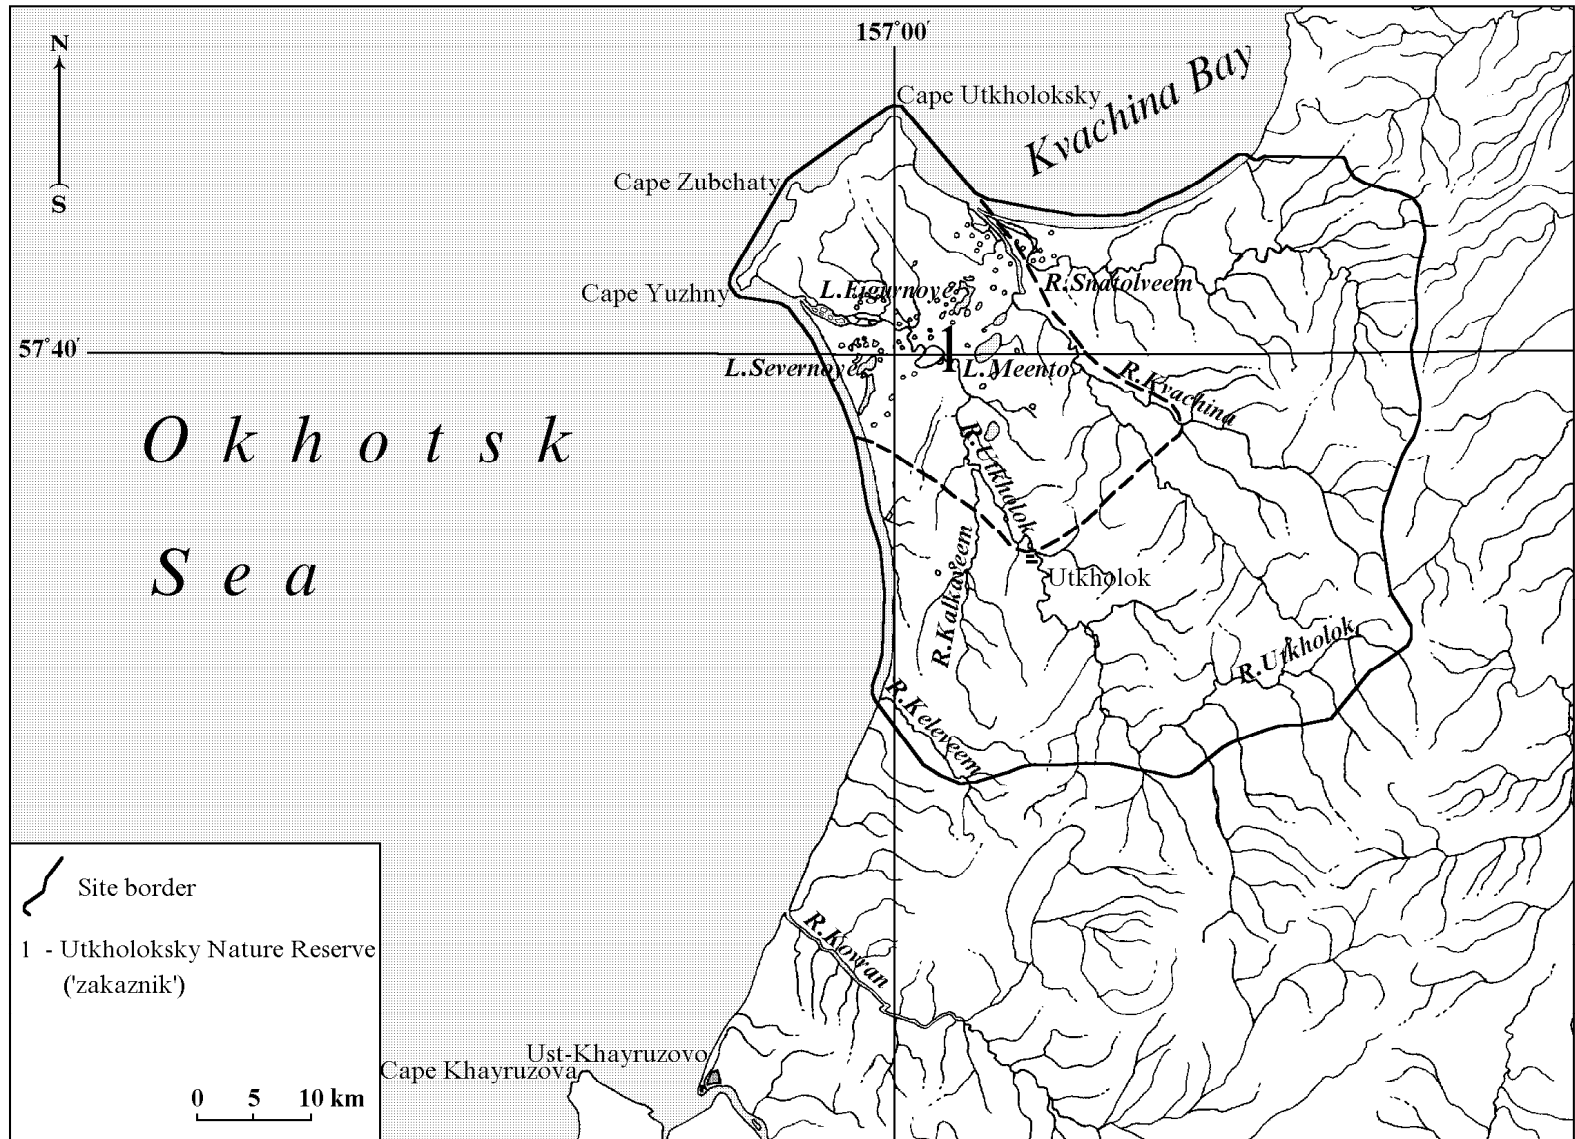 157°00′
N
Cape Utkholoksky
Kvachina Bay
Cape Zubchaty
S
R.Snatolveem
L.Figurnoye
Cape Yuzhny
57°40′
1
L.Severnoye
L.Meento
R.Kvachina
Okhotsk
Sea
R.Utkholok
R.Kalkaveem
Utkholok
R.Utkholok
R.Keleveem
Site border
R.Kovran
1 - Utkholoksky Nature Reserve
('zakaznik')
Ust-Khayruzovo
Cape Khayruzova
0 5 10 km